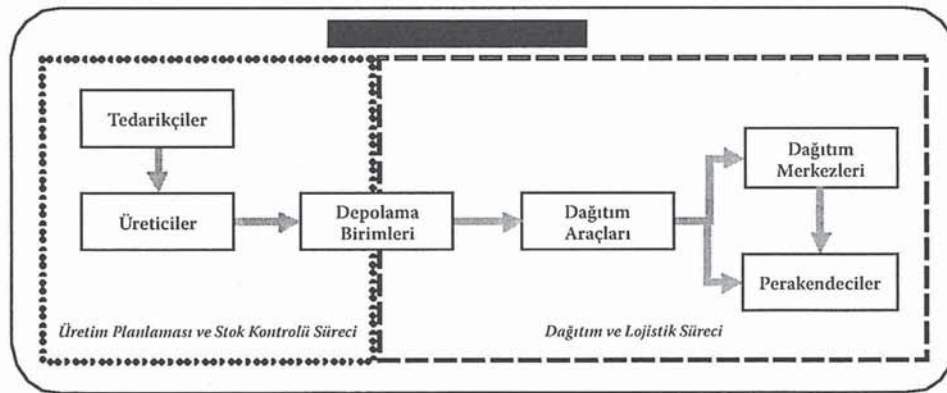 Tedarikçiler
Üreticiler
Depolama
Birimleri
Dağıtım
Araçları
Dağıtım
Merkezleri
Perakendeciler
Üretim Planlaması ve Stok Kontrolü Süreci
Dağıtım ve Lojistik Süreci